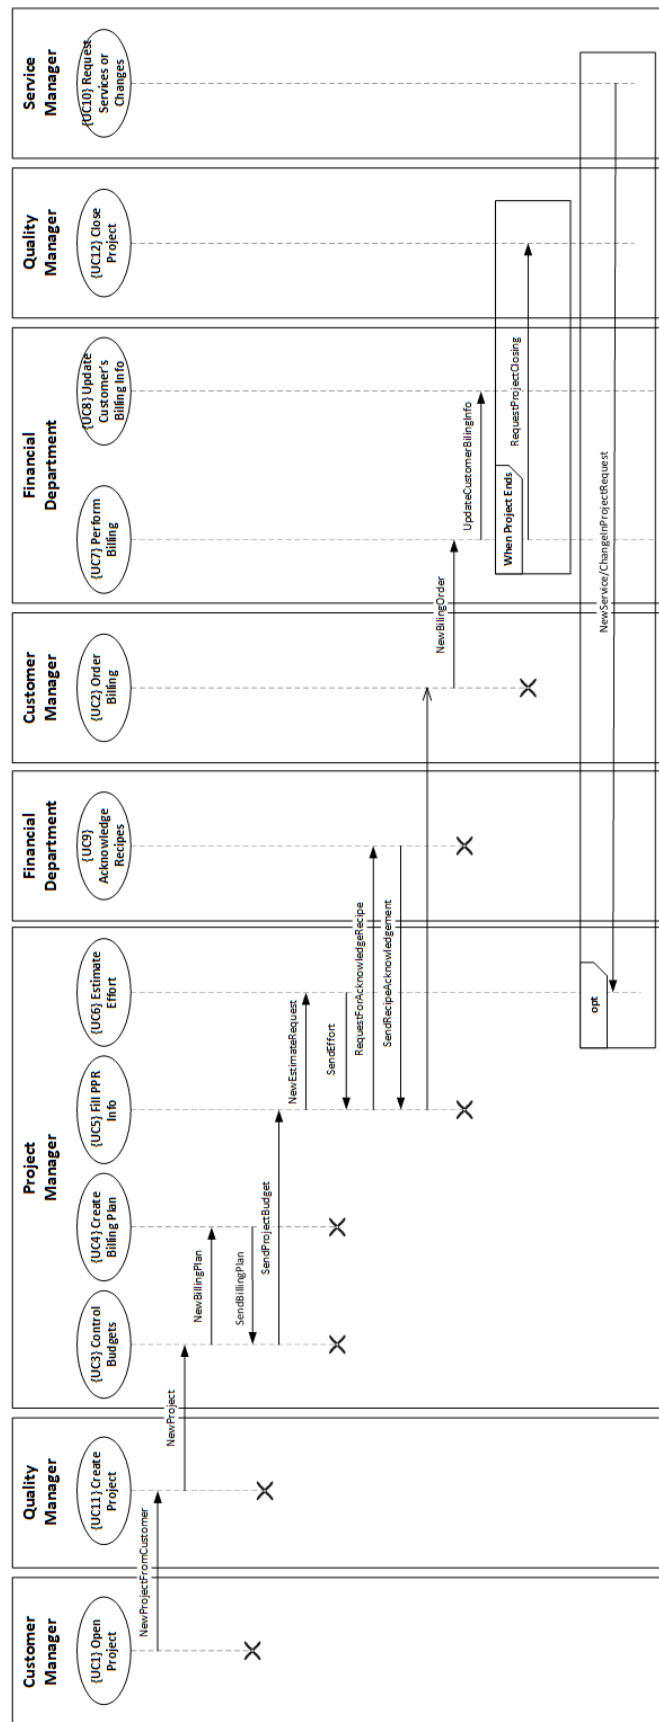 Customer
Manager
{UC1} Open
Project
Quality
Manager
{UC11} Create
Project
Project
Manager
{UC3} Control
Budgets
{UC4} Create
Billing Plan
{UC5} Fill PPR
Info
{UC6} Estimate
Effort
Financial
Department
{UC9}
Acknowledge
Recipes
Customer
Manager
{UC2} Order
Billing
Financial
Department
{UC7} Perform
Billing
{UC8} Update
Customer's
Billing Info
Quality
Manager
{UC12} Close
Project
Service
Manager
{UC10} Request
Services or
Changes
NewProjectFromCustomer
NewProject
NewBillingPlan
SendBillingPlan
SendProjectBudget
NewEstimateRequest
SendEffort
RequestForAcknowledgeRecipe
SendRecipeAcknowledgement
NewBilingOrder
UpdateCustomerBilingInfo
When Project Ends
RequestProjectClosing
opt
NewService/ChangeInProjectRequest